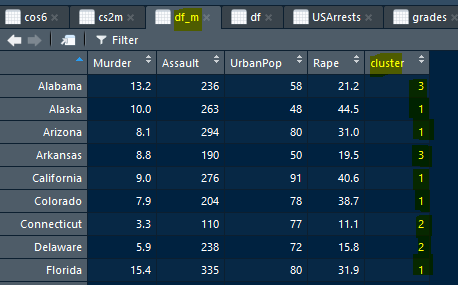 cos6 cs2m df_m df USArrests grades
Filter
Murder Assault UrbanPop Rape cluster
Alabama 13.2 236 58 21.2 3
Alaska 10.0 263 48 44.5 1
Arizona 8.1 294 80 31.0 1
Arkansas 8.8 190 50 19.5 3
California 9.0 276 91 40.6 1
Colorado 7.9 204 78 38.7 1
Connecticut 3.3 110 77 11.1 2
Delaware 5.9 238 72 15.8 2
Florida 15.4 335 80 31.9 1